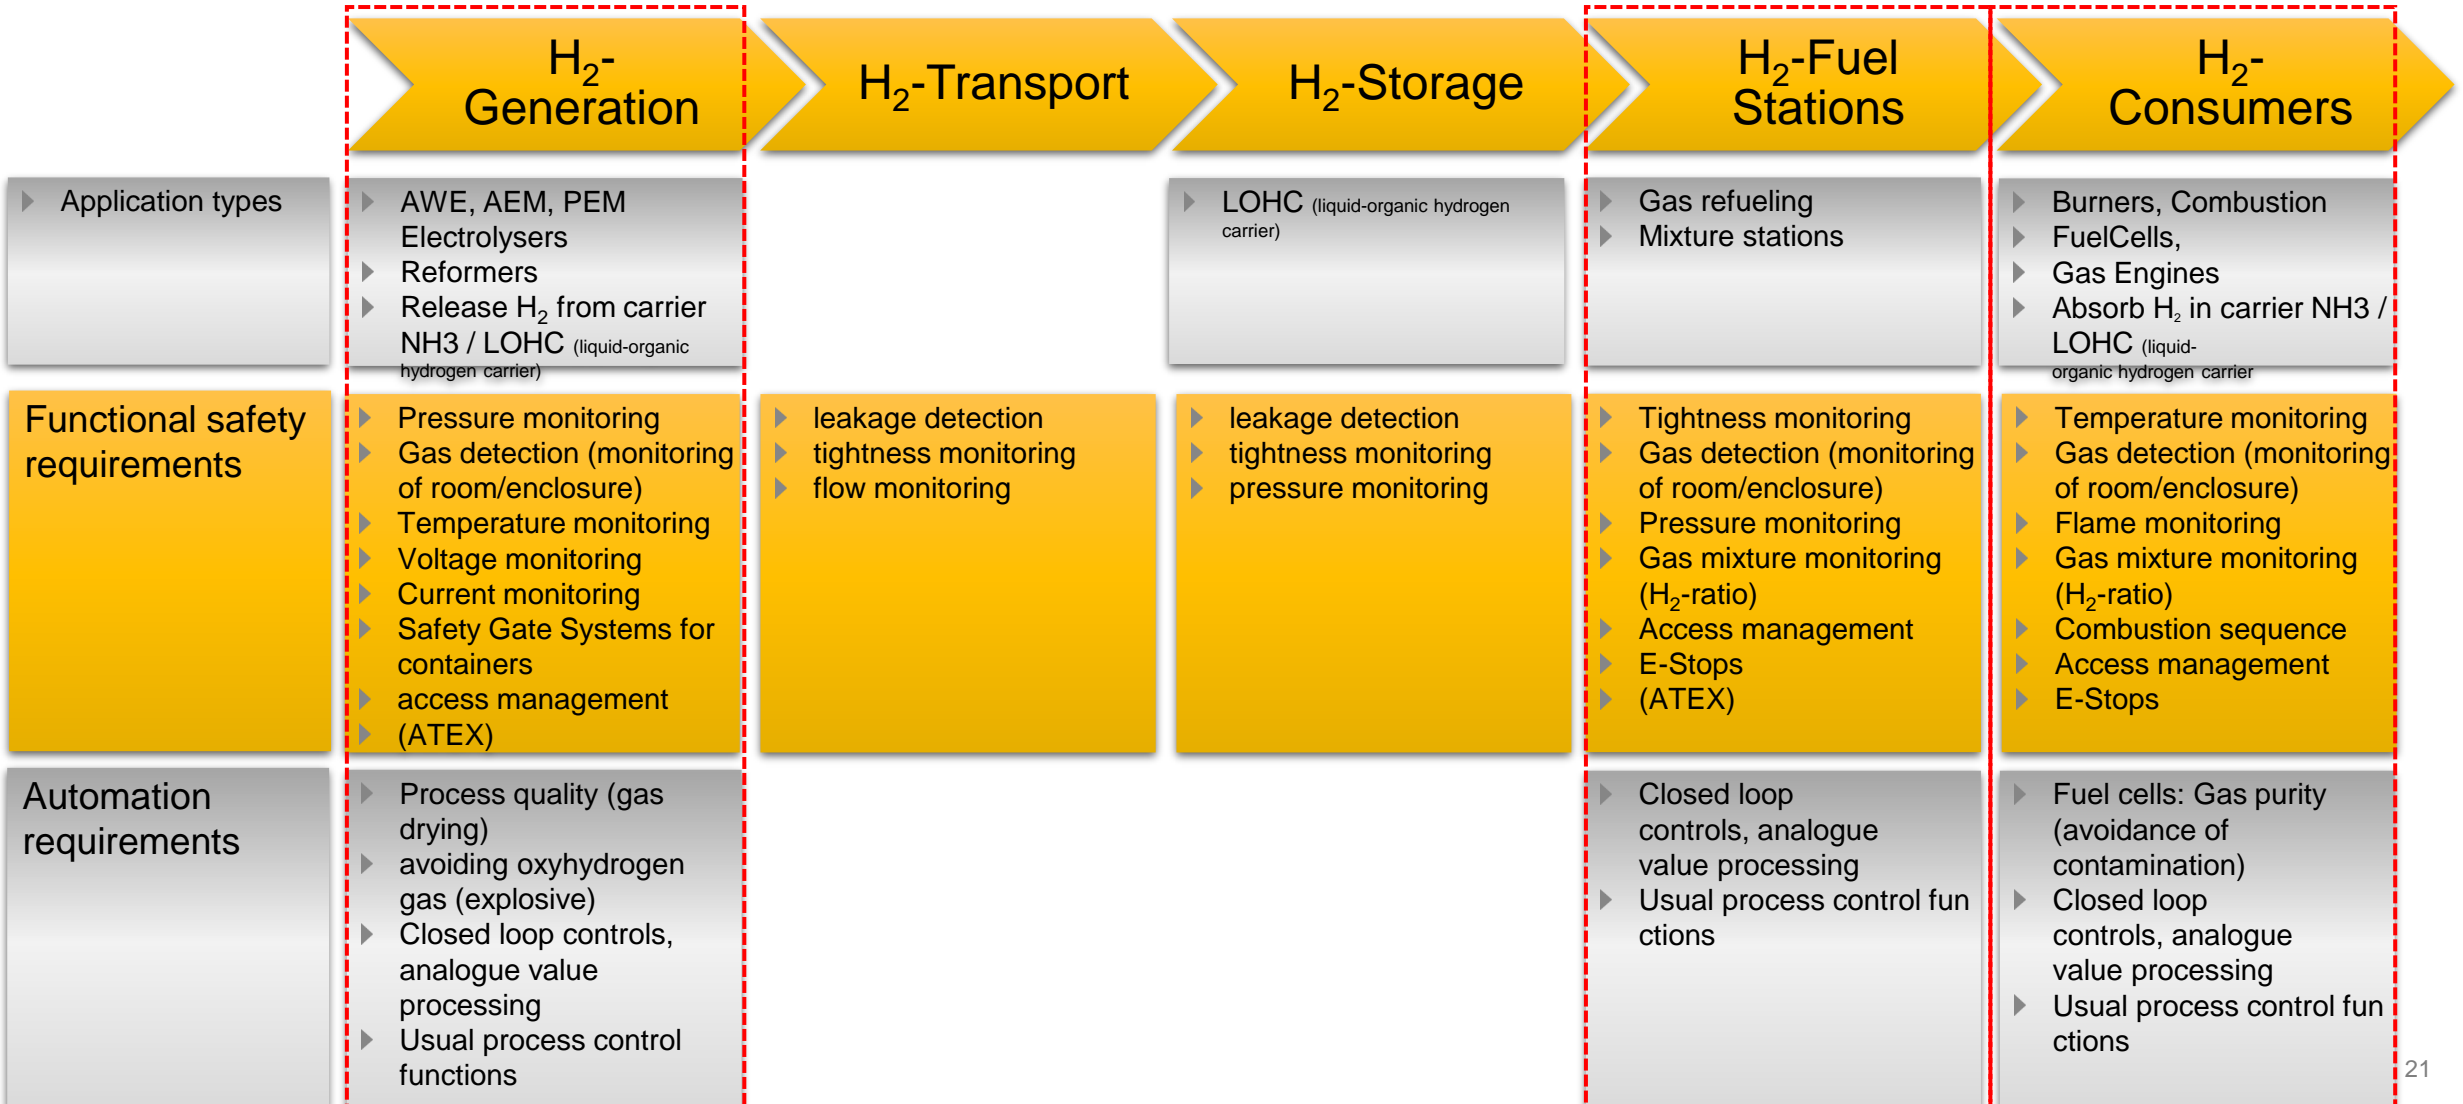 H2-
Generation
H2-Transport
H2-Storage
H2-Fuel
Stations
H2-
Consumers
Application types
AWE, AEM, PEM
Electrolysers
Reformers
Release H2 from carrier
NH3 / LOHC (liquid-organic
hydrogen carrier)
LOHC (liquid-organic hydrogen
carrier)
Gas refueling
Mixture stations
Burners, Combustion
FuelCells,
Gas Engines
Absorb H2 in carrier NH3 /
LOHC (liquid-
organic hydrogen carrier
Functional safety
requirements
Pressure monitoring
Gas detection (monitoring
of room/enclosure)
Temperature monitoring
Voltage monitoring
Current monitoring
Safety Gate Systems for
containers
access management
(ATEX)
leakage detection
tightness monitoring
flow monitoring
leakage detection
tightness monitoring
pressure monitoring
Tightness monitoring
Gas detection (monitoring
of room/enclosure)
Pressure monitoring
Gas mixture monitoring
(H2-ratio)
Access management
E-Stops
(ATEX)
Temperature monitoring
Gas detection (monitoring
of room/enclosure)
Flame monitoring
Gas mixture monitoring
(H2-ratio)
Combustion sequence
Access management
E-Stops
Automation
requirements
Process quality (gas
drying)
avoiding oxyhydrogen
gas (explosive)
Closed loop controls,
analogue value
processing
Usual process control
functions
Closed loop
controls, analogue
value processing
Usual process control fun
ctions
Fuel cells: Gas purity
(avoidance of
contamination)
Closed loop
controls, analogue
value processing
Usual process control fun
ctions
21